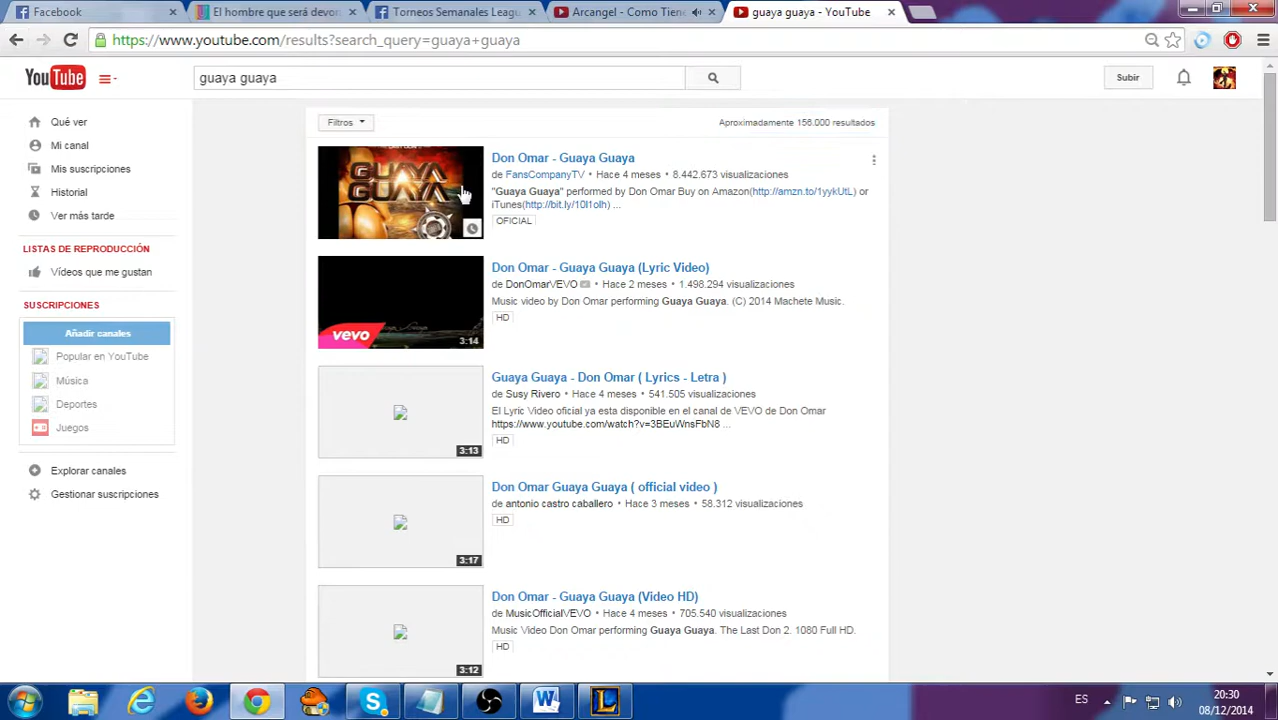 Facebook
El hombre que será devor
Torneos Semanales Leagu
Arcangel - Como Tien
guaya guaya - YouTube
https://www.youtube.com/results?search_query=guaya+guaya
YouTube
guaya guaya
Subir
Qué ver
Mi canal
Mis suscripciones
Historial
Ver más tarde
LISTAS DE REPRODUCCIÓN
Vídeos que me gustan
SUSCRIPCIONES
Añadir canales
Popular en YouTube
Música
Deportes
Juegos
Explorar canales
Gestionar suscripciones
Filtros
Aproximadamente 156.000 resultados
GUAYA
GUAYA
Don Omar - Guaya Guaya
de FansCompanyTV • Hace 4 meses • 8.442.673 visualizaciones
"Guaya Guaya" performed by Don Omar Buy on Amazon(http://amzn.to/1yykUtL) or
iTunes(http://bit.ly/10I1olh) ...
OFICIAL
vevo
3:14
Don Omar - Guaya Guaya (Lyric Video)
de DonOmarVEVO • Hace 2 meses • 1.498.294 visualizaciones
Music video by Don Omar performing Guaya Guaya. (C) 2014 Machete Music.
HD
3:13
Guaya Guaya - Don Omar ( Lyrics - Letra )
de Susy Rivero • Hace 4 meses • 541.505 visualizaciones
El Lyric Video oficial ya esta disponible en el canal de VEVO de Don Omar
https://www.youtube.com/watch?v=3BEuWnsFbN8 ...
HD
3:17
Don Omar Guaya Guaya ( official video )
de antonio castro caballero • Hace 3 meses • 58.312 visualizaciones
HD
3:12
Don Omar - Guaya Guaya (Video HD)
de MusicOfficialVEVO • Hace 4 meses • 705.540 visualizaciones
Music Video Don Omar performing Guaya Guaya. The Last Don 2. 1080 Full HD.
HD
ES
20:30
08/12/2014